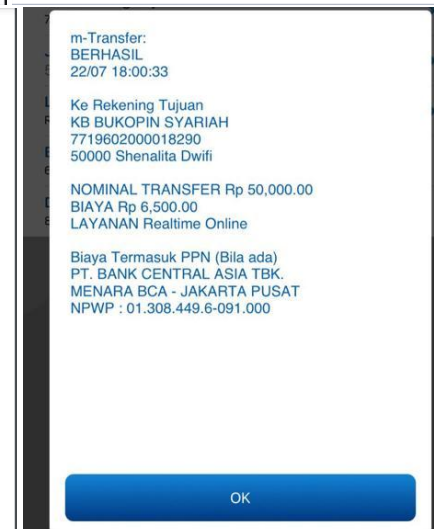 m-Transfer:
BERHASIL
22/07 18:00:33
Ke Rekening Tujuan
KB BUKOPIN SYARIAH
7719602000018290
50000 Shenalita Dwifi
NOMINAL TRANSFER Rp 50,000.00
BIAYA Rp 6,500.00
LAYANAN Realtime Online
Biaya Termasuk PPN (Bila ada)
PT. BANK CENTRAL ASIA TBK.
MENARA BCA - JAKARTA PUSAT
NPWP : 01.308.449.6-091.000
OK